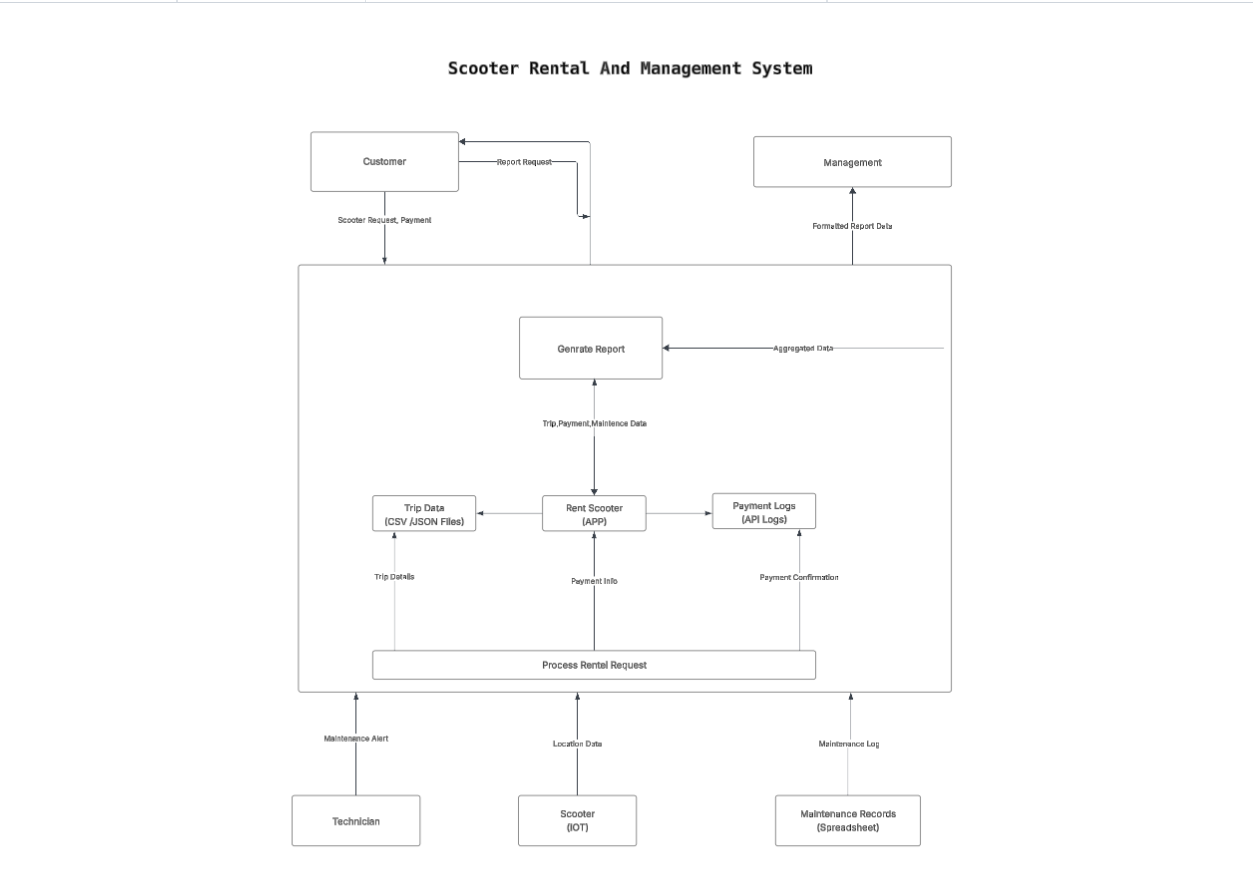 Scooter Rental And Management System
Customer
Report Request
Management
Scooter Request, Payment
Formatted Report Data
Genrate Report
Aggregated Data
Trip,Payment,Maintence Data
Trip Data
(CSV /JSON Files)
Rent Scooter
(APP)
Payment Logs
(API Logs)
Trip Details
Payment Info
Payment Confirmation
Process Rentel Request
Maintenance Alert
Location Data
Maintenance Log
Technician
Scooter
(IOT)
Maintenance Records
(Spreadsheet)